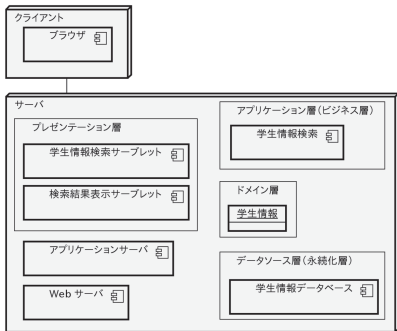 クライアント
ブラウザ
サーバ
プレゼンテーション層
学生情報検索サーブレット
検索結果表示サーブレット
アプリケーションサーバ
Web サーバ
アプリケーション層(ビジネス層)
学生情報検索
ドメイン層
学生情報
データソース層(永続化層)
学生情報データベース